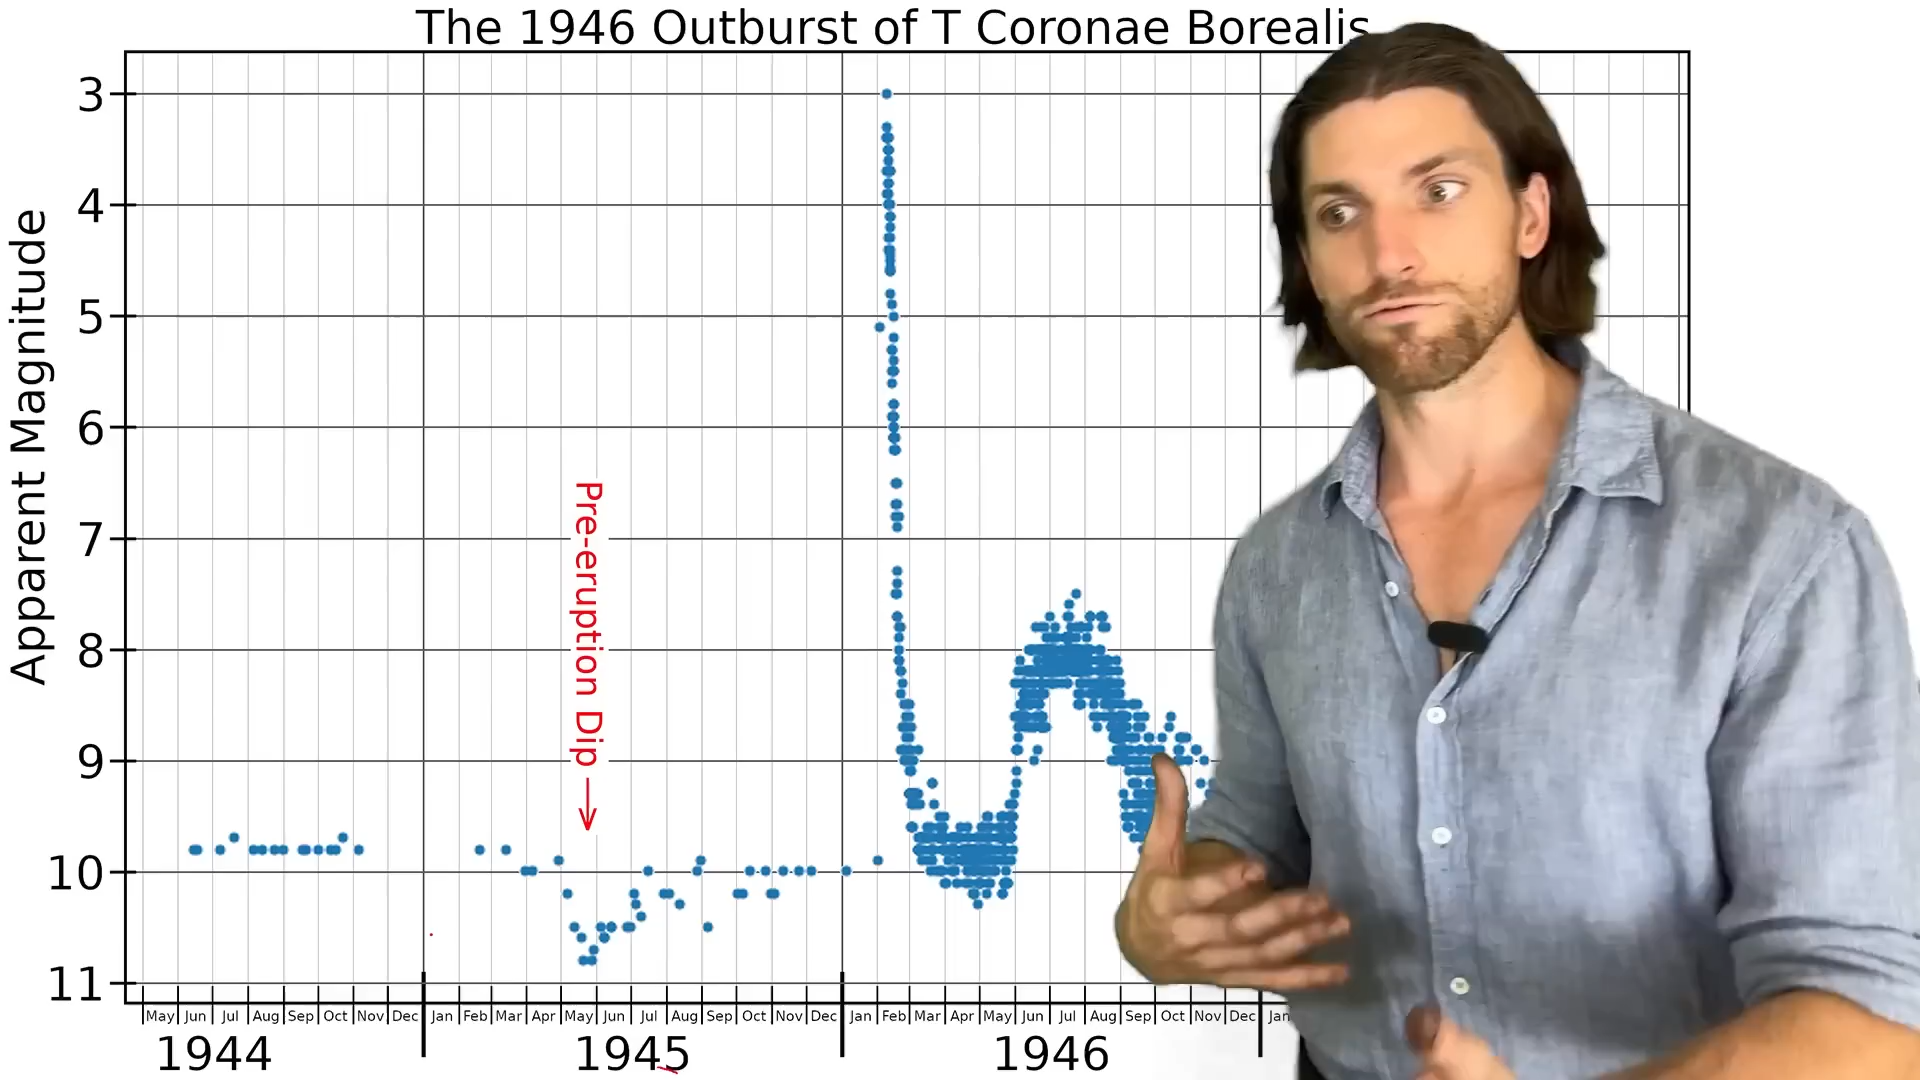 The 1946 Outburst of T Coronae Borealis
Apparent Magnitude
3
4
5
6
7
8
9
10
11
Pre-eruption Dip
May Jun Jul Aug Sep Oct Nov Dec Jan Feb Mar Apr May Jun Jul Aug Sep Oct Nov Dec Jan Feb Mar Apr May Jun Jul Aug Sep Oct Nov Dec Jan
1944 1945 1946